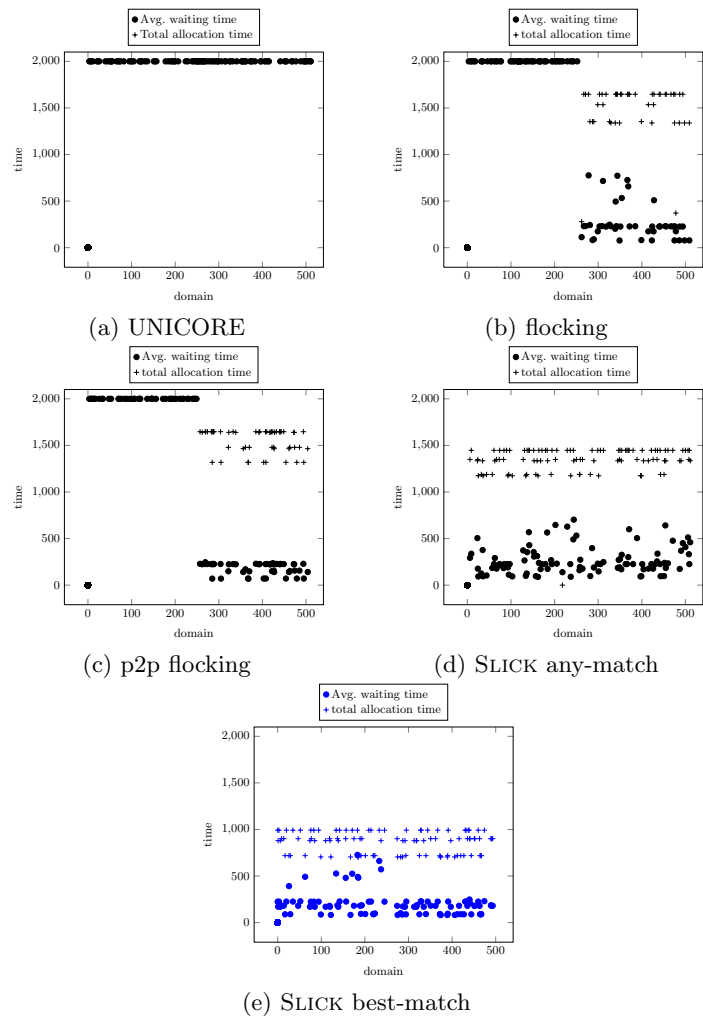 Avg. waiting time
Total allocation time
2,000
1,500
1,000
500
0
time
0 100 200 300 400 500
domain
(a) UNICORE
Avg. waiting time
total allocation time
2,000
1,500
1,000
500
0
time
0 100 200 300 400 500
domain
(b) flocking
Avg. waiting time
total allocation time
2,000
1,500
1,000
500
0
time
0 100 200 300 400 500
domain
(c) p2p flocking
Avg. waiting time
total allocation time
2,000
1,500
1,000
500
0
time
0 100 200 300 400 500
domain
(d) SLICK any-match
Avg. waiting time
total allocation time
2,000
1,500
1,000
500
0
time
0 100 200 300 400 500
domain
(e) SLICK best-match